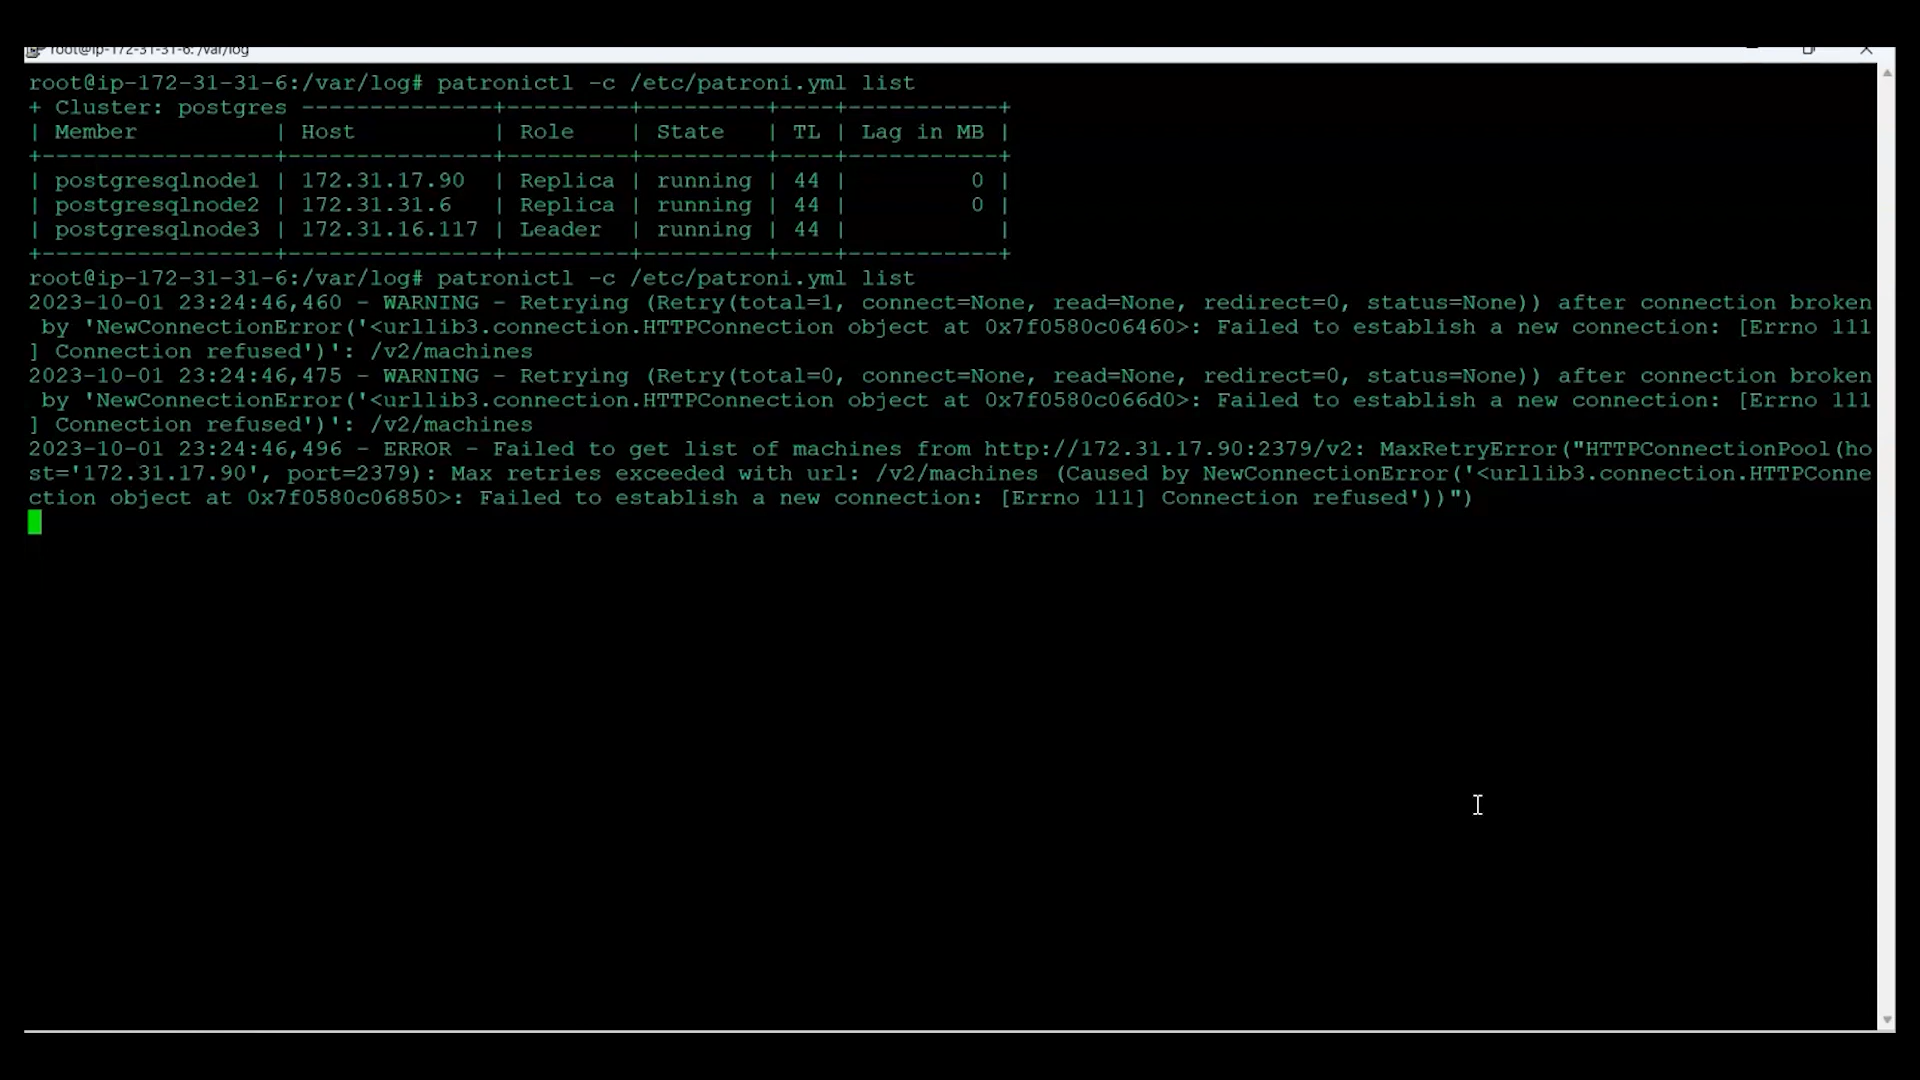 root@ip-172-31-31-6: /var/log
root@ip-172-31-31-6:/var/log# patronictl -c /etc/patroni.yml list
+ Cluster: postgres --------------+---------+---------+----+-----------+
| Member          | Host          | Role    | State   | TL | Lag in MB |
+-----------------+---------------+---------+---------+----+-----------+
| postgresqlnode1 | 172.31.17.90  | Replica | running | 44 |         0 |
| postgresqlnode2 | 172.31.31.6   | Replica | running | 44 |         0 |
| postgresqlnode3 | 172.31.16.117 | Leader  | running | 44 |           |
+-----------------+---------------+---------+---------+----+-----------+
root@ip-172-31-31-6:/var/log# patronictl -c /etc/patroni.yml list
2023-10-01 23:24:46,460 - WARNING - Retrying (Retry(total=1, connect=None, read=None, redirect=0, status=None)) after connection broken
 by 'NewConnectionError('<urllib3.connection.HTTPConnection object at 0x7f0580c06460>: Failed to establish a new connection: [Errno 111
] Connection refused')': /v2/machines
2023-10-01 23:24:46,475 - WARNING - Retrying (Retry(total=0, connect=None, read=None, redirect=0, status=None)) after connection broken
 by 'NewConnectionError('<urllib3.connection.HTTPConnection object at 0x7f0580c066d0>: Failed to establish a new connection: [Errno 111
] Connection refused')': /v2/machines
2023-10-01 23:24:46,496 - ERROR - Failed to get list of machines from http://172.31.17.90:2379/v2: MaxRetryError("HTTPConnectionPool(ho
st='172.31.17.90', port=2379): Max retries exceeded with url: /v2/machines (Caused by NewConnectionError('<urllib3.connection.HTTPConne
ction object at 0x7f0580c06850>: Failed to establish a new connection: [Errno 111] Connection refused'))")